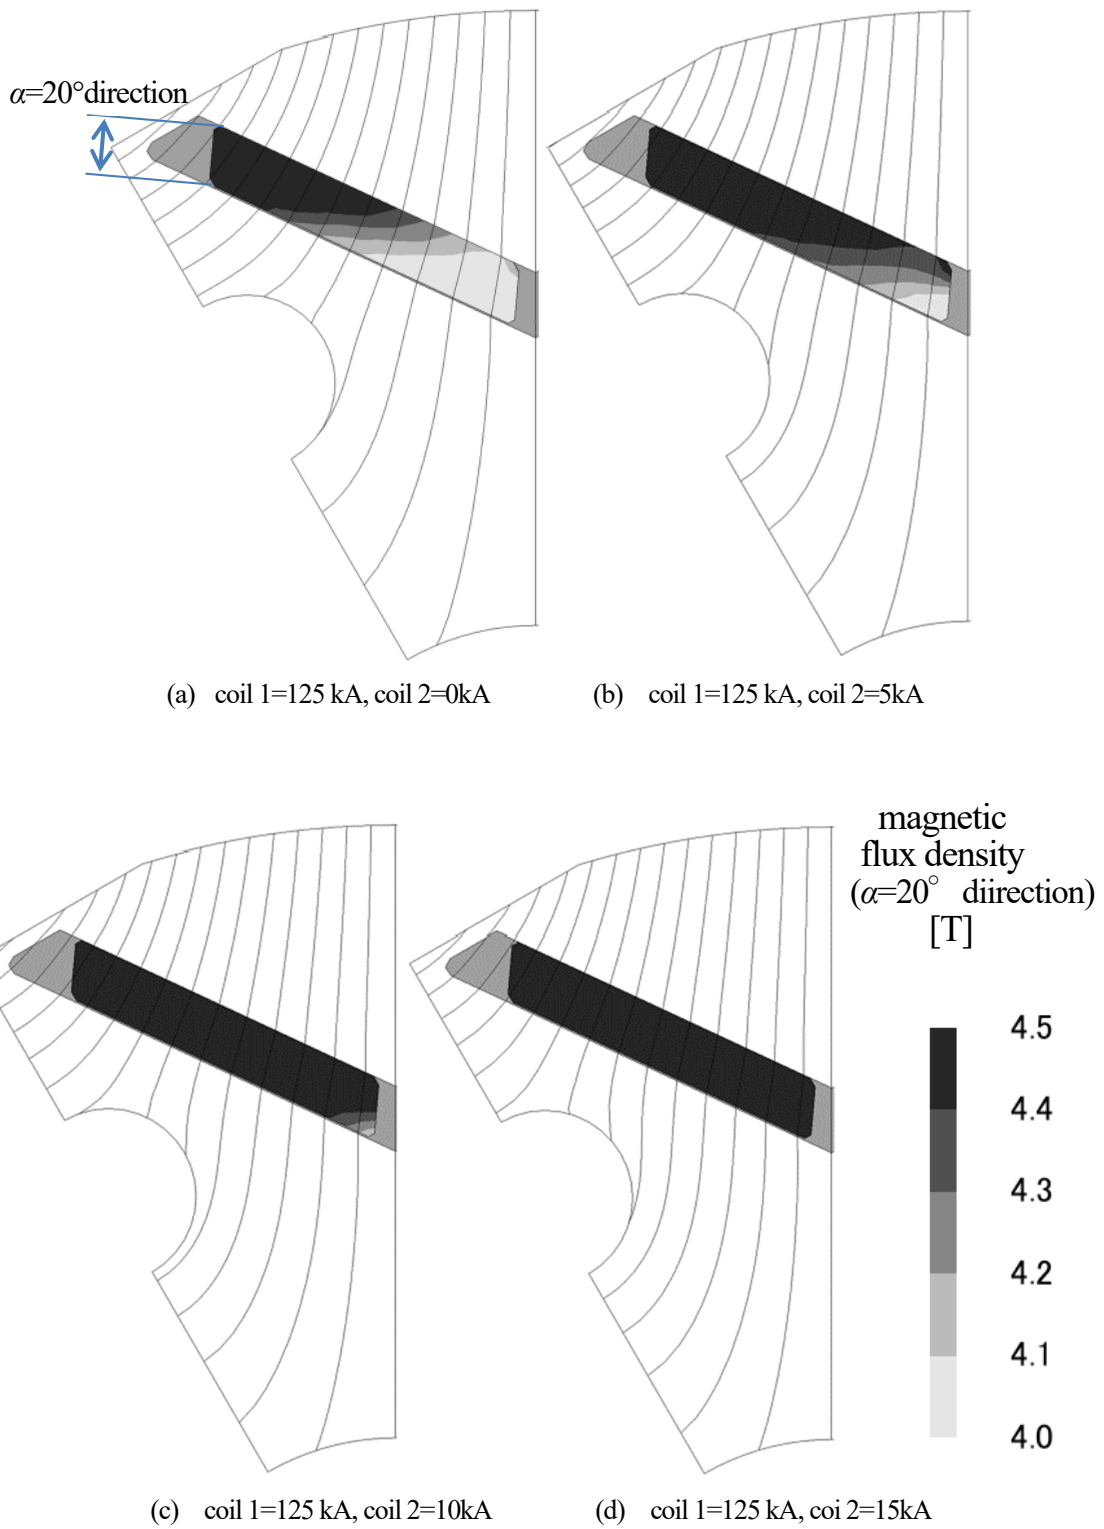 α=20°direction
(a) coil 1=125 kA, coil 2=0kA
(b) coil 1=125 kA, coil 2=5kA
magnetic
flux density
(α=20° diirection)
[T]
4.5
4.4
4.3
4.2
4.1
4.0
(c) coil 1=125 kA, coil 2=10kA
(d) coil 1=125 kA, coi 2=15kA